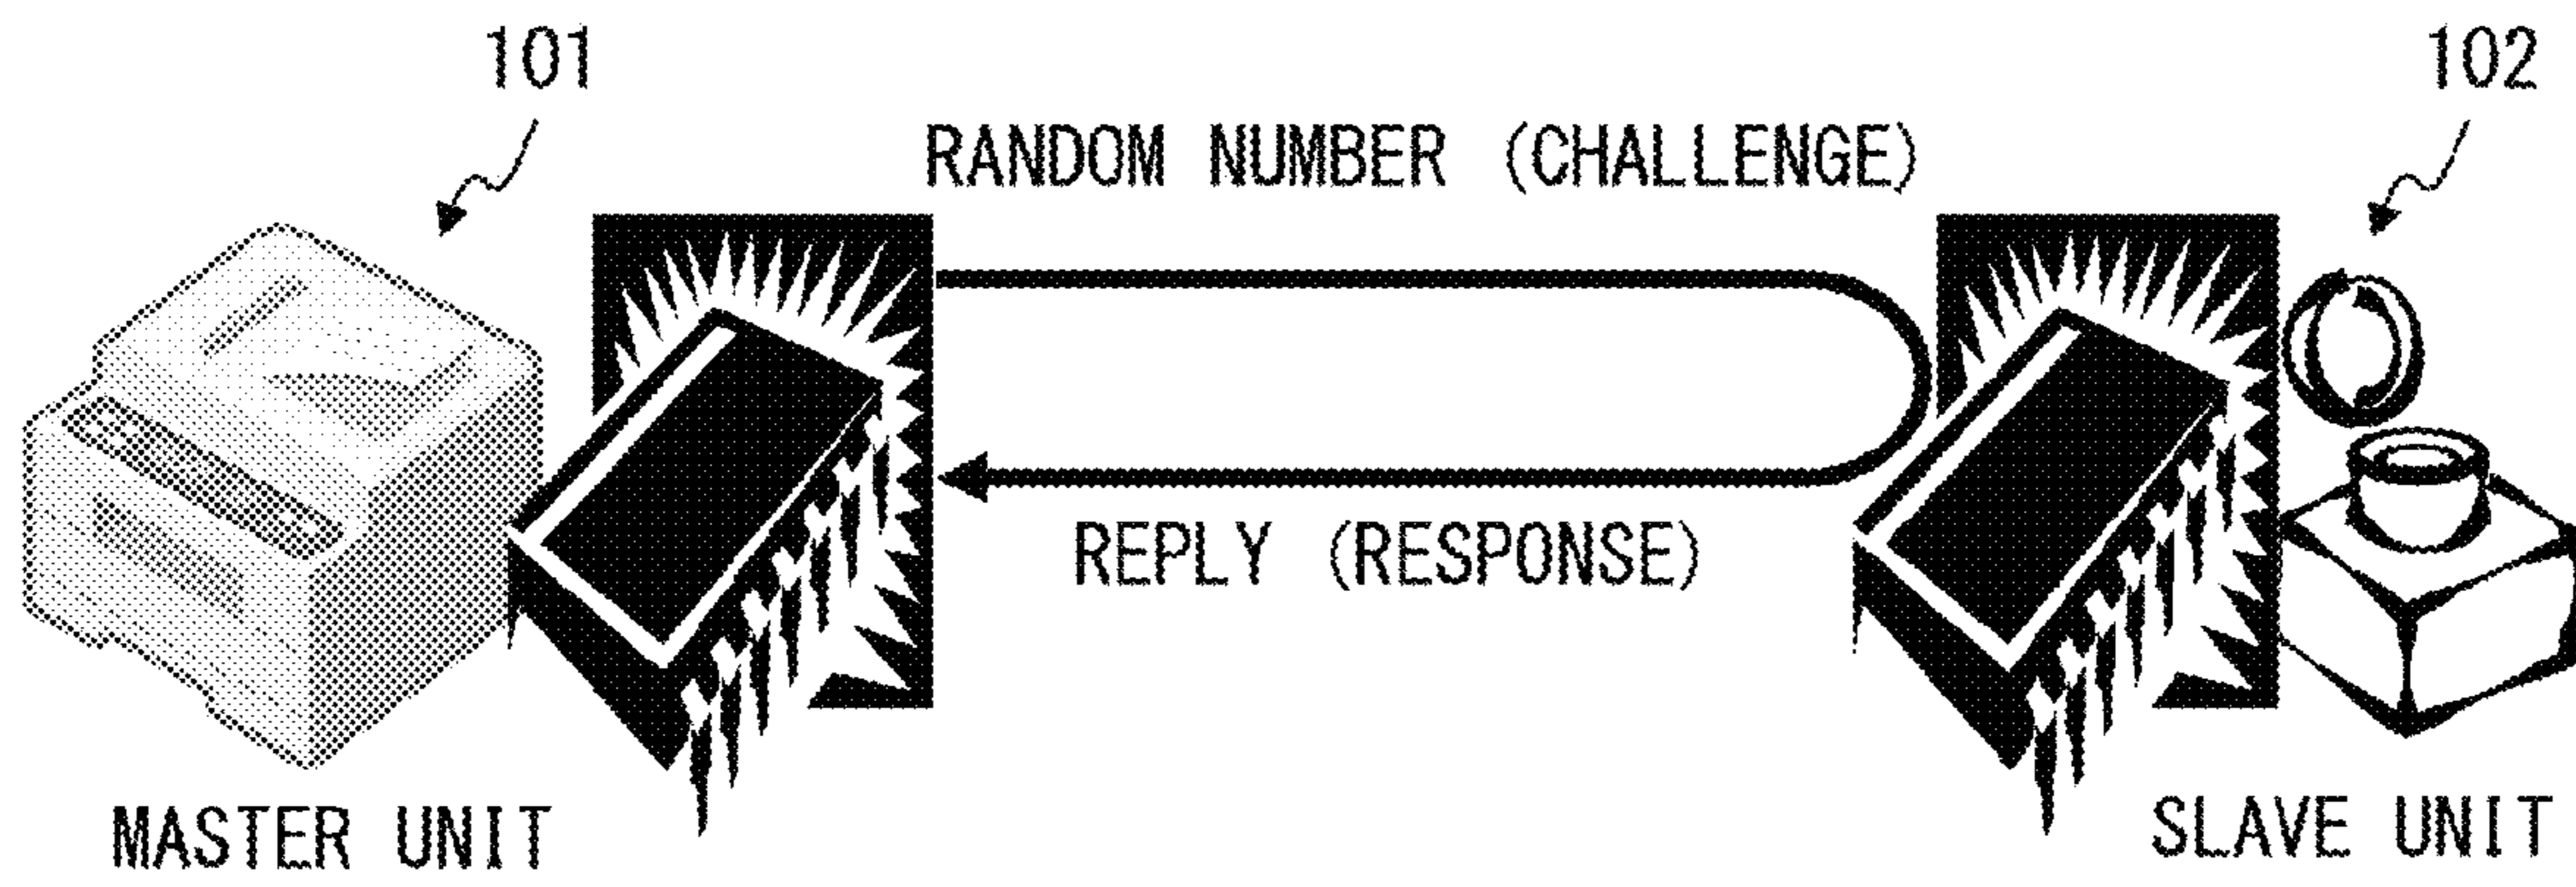 101
102
RANDOM NUMBER (CHALLENGE)
REPLY (RESPONSE)
MASTER UNIT
SLAVE UNIT